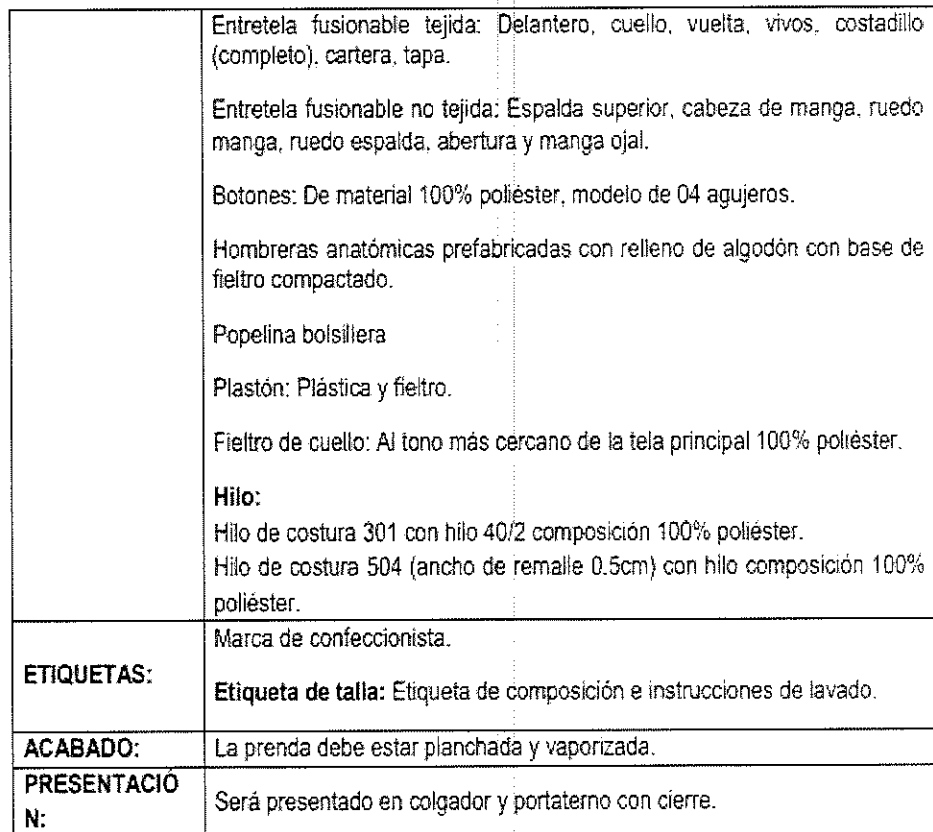 Entretela fusionable tejida: Delantero, cuello, vuelta, vivos, costadillo
(completo), cartera, tapa.
Entretela fusionable no tejida: Espalda superior, cabeza de manga, ruedo
manga, ruedo espalda, abertura y manga ojal.
Botones: De material 100% poliéster, modelo de 04 agujeros.
Hombreras anatómicas prefabricadas con relleno de algodón con base de
fieltro compactado.
Popelina bolsillera
Plastón: Plástica y fieltro.
Fieltro de cuello: Al tono más cercano de la tela principal 100% poliéster.
Hilo:
Hilo de costura 301 con hilo 40/2 composición 100% poliéster.
Hilo de costura 504 (ancho de remalle 0.5cm) con hilo composición 100%
poliéster.
ETIQUETAS:
Marca de confeccionista.
Etiqueta de talla: Etiqueta de composición e instrucciones de lavado.
ACABADO:
La prenda debe estar planchada y vaporizada.
PRESENTACIÓ
N:
Será presentado en colgador y portaterno con cierre.